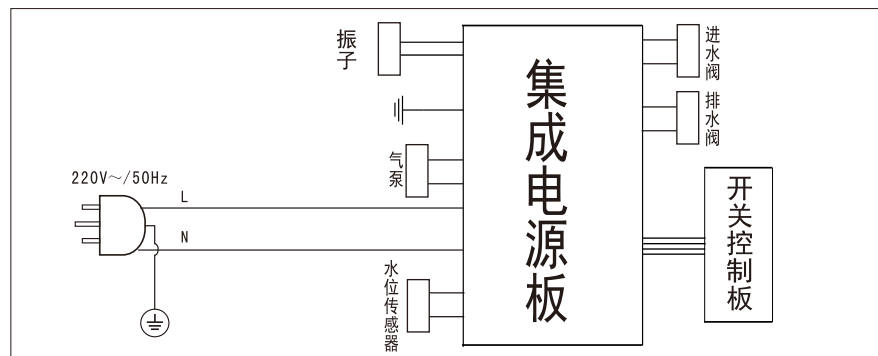 振子
进水阀
集成电源板
排水阀
气泵
220V～/50Hz
L
开关控制板
N
水位传感器